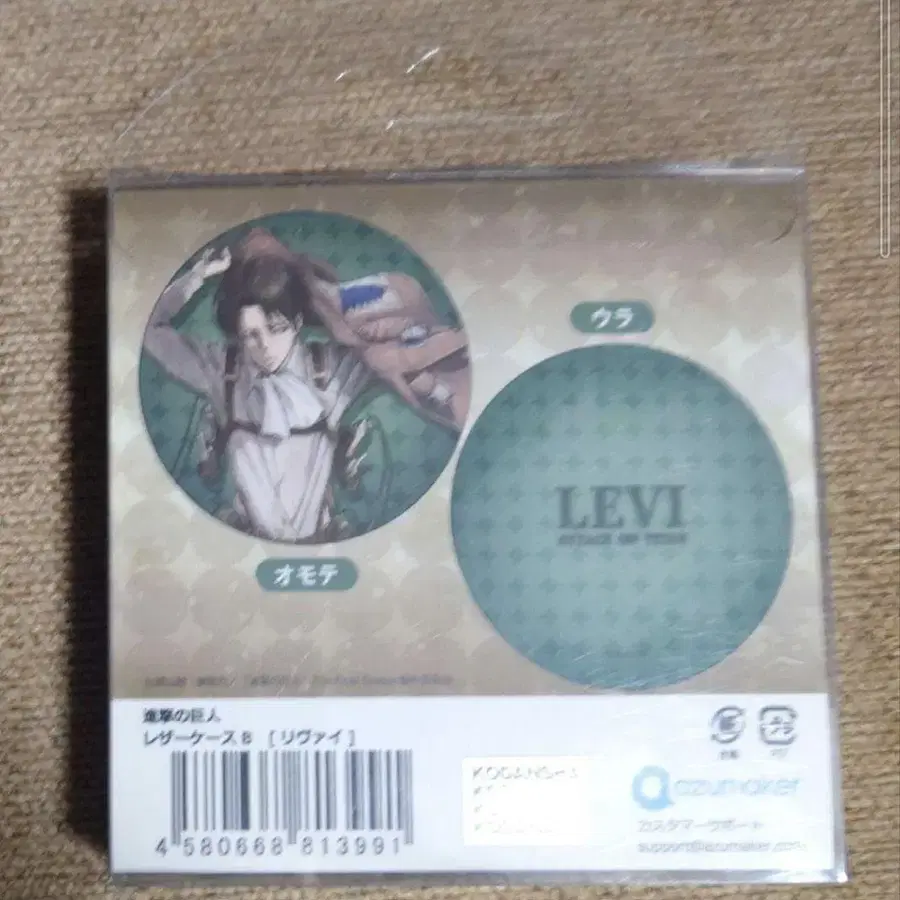 ウラ
LEVI
ATTACK ON TITAN
オモテ
進撃の巨人
レザーケース8 [リヴァイ]
4 580668 813991
KODANSHA
azumaker
カスタマーサポート
support@azumaker.com